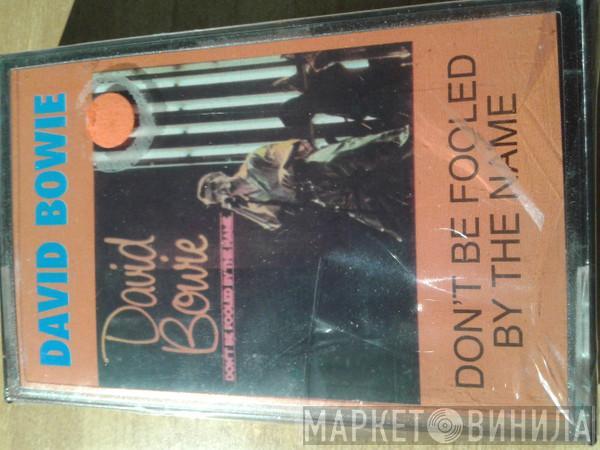 DAVID BOWIE
David
Bowie
DON'T BE FOOLED BY THE NAME
DON'T BE FOOLED
BY THE NAME
МАРКЕТ ВИНИЛА